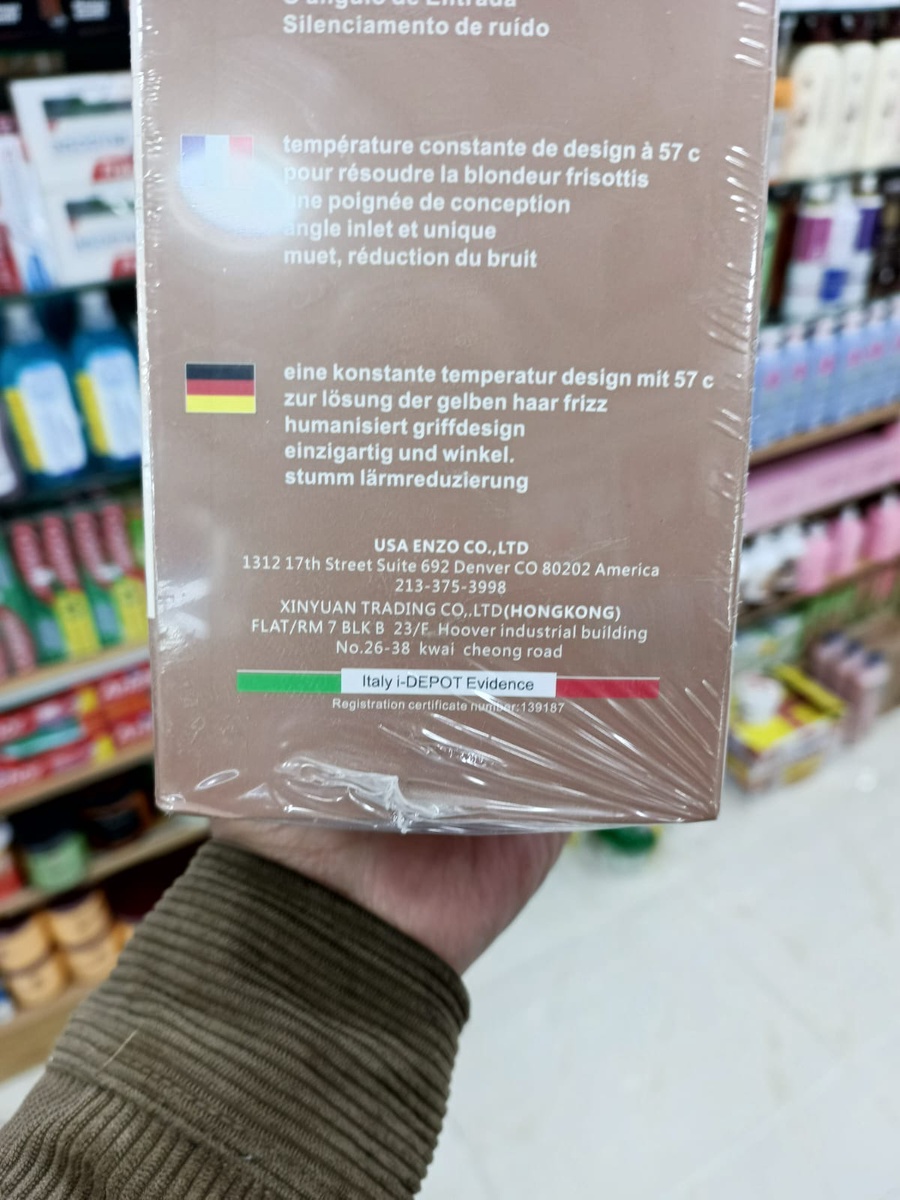 Silenciamento de ruído
température constante de design à 57 c
pour résoudre la blondeur frisottis
une poignée de conception
angle inlet et unique
muet, réduction du bruit
eine konstante temperatur design mit 57 c
zur lösung der gelben haar frizz
humanisiert griffdesign
einzigartig und winkel.
stumm lärmreduzierung
USA ENZO CO.,LTD
1312 17th Street Suite 692 Denver CO 80202 America
213-375-3998
XINYUAN TRADING CO,.LTD(HONGKONG)
FLAT/RM 7 BLK B 23/F Hoover industrial building
No.26-38 kwai cheong road
Italy i-DEPOT Evidence
Registration certificate number:139187